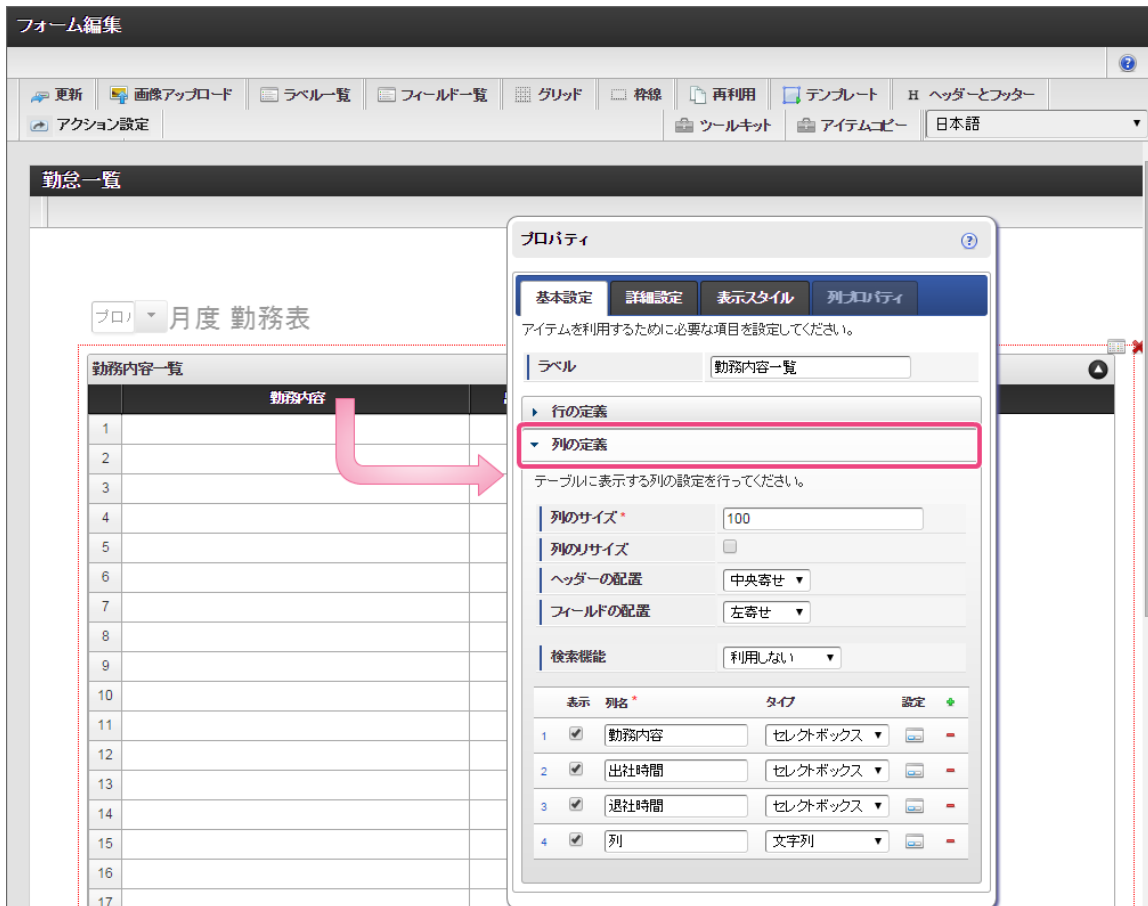 フォーム編集
更新 画像アップロード ラベル一覧 フィールド一覧 グリッド 枠線 再利用 テンプレート H ヘッダーとフッター
アクション設定 ツールキット アイテムコピー 日本語
勤怠一覧
月度 勤務表
勤務内容一覧
勤務内容
1
2
3
4
5
6
7
8
9
10
11
12
13
14
15
16
17
プロパティ
基本設定 詳細設定 表示スタイル 列プロパティ
アイテムを利用するために必要な項目を設定してください。
ラベル 勤務内容一覧
行の定義
列の定義
テーブルに表示する列の設定を行ってください。
列のサイズ* 100
列のリサイズ
ヘッダーの配置 中央寄せ
フィールドの配置 左寄せ
検索機能 利用しない
表示 列名* タイプ 設定
1 勤務内容 セレクトボックス
2 出社時間 セレクトボックス
3 退社時間 セレクトボックス
4 列 文字列